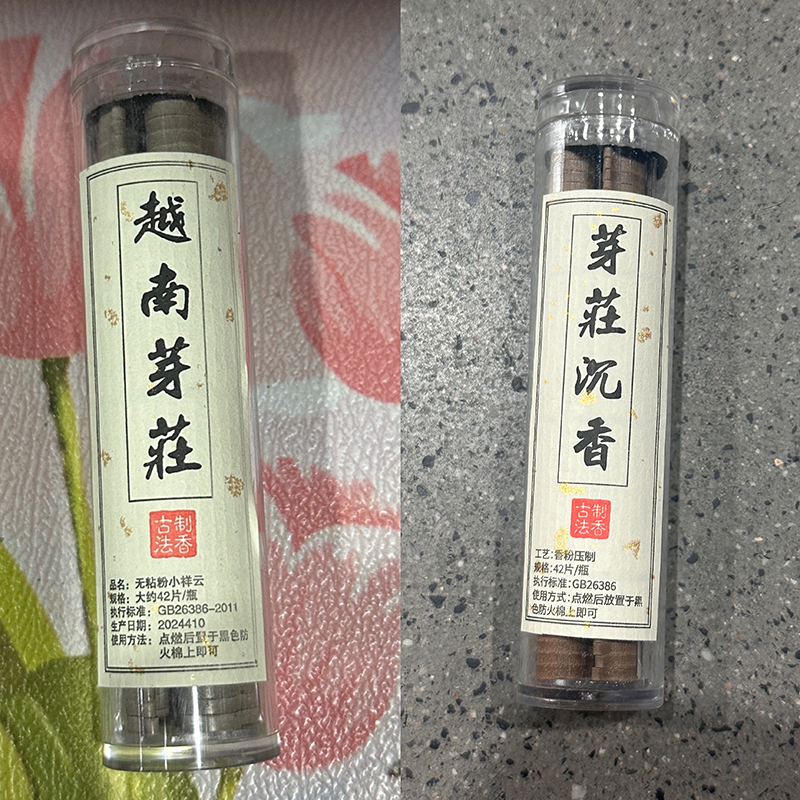 越南芽莊
古法制香
品名：无粘粉小祥云
规格：大约42片/瓶
执行标准：GB26386-2011
生产日期：2024410
使用方法：点燃后置于黑色防
火棉上即可
芽莊沉香
古法制香
工艺：香粉压制
规格：42片/瓶
执行标准：GB26386
使用方式：点燃后放置于黑
色防火棉上即可